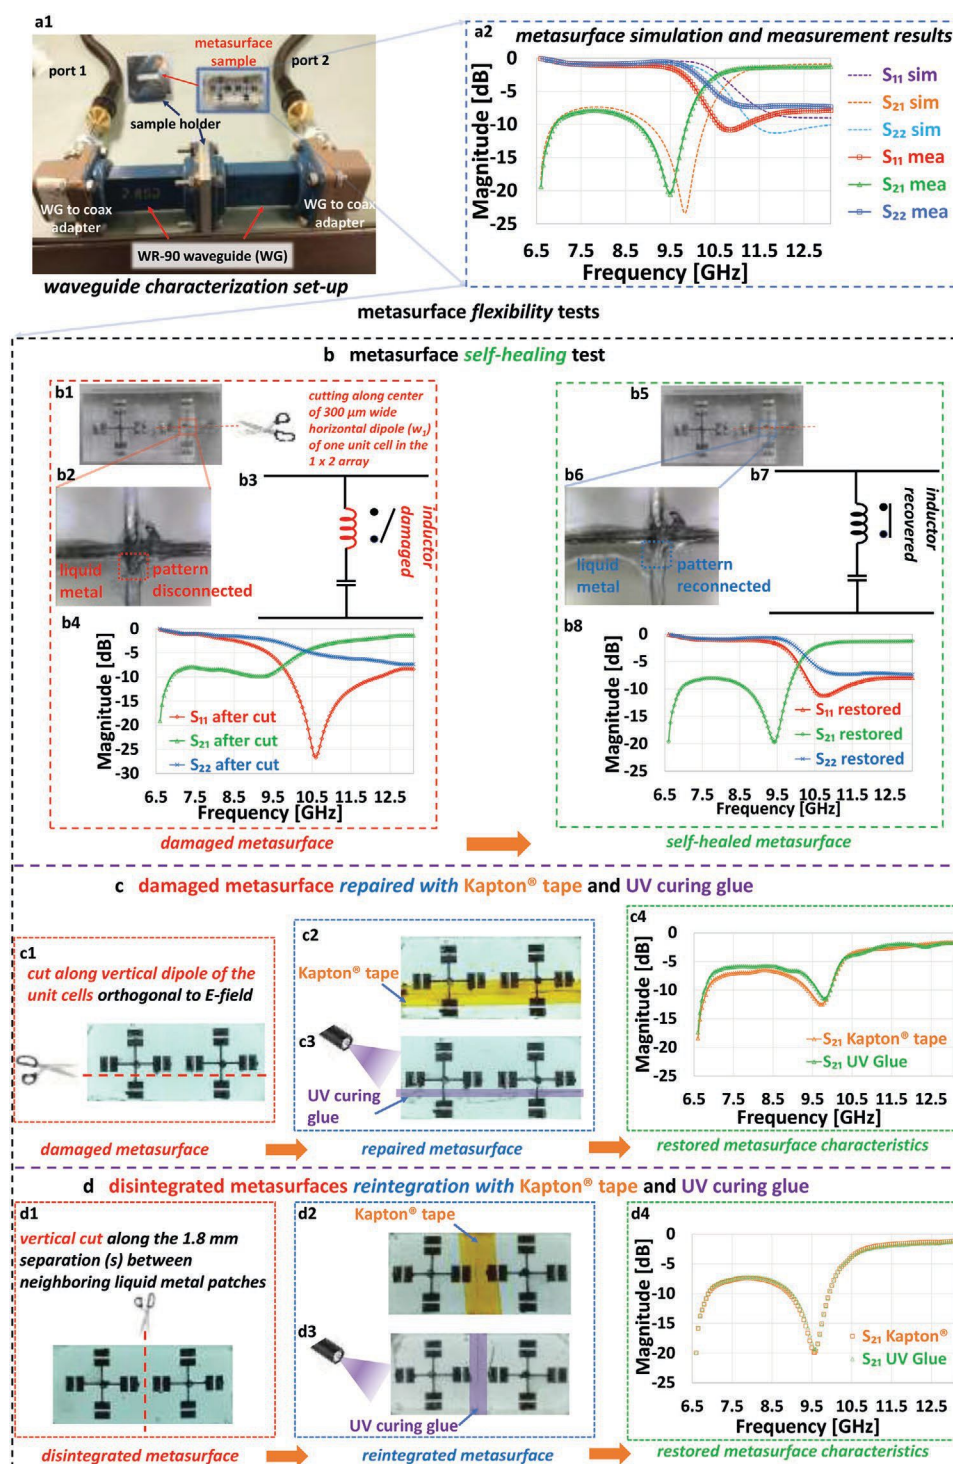 a1
port 1
metasurface
sample
port 2
sample holder
WG to coax
adapter
WG to coax
adapter
WR-90 waveguide (WG)
waveguide characterization set-up
a2
metasurface simulation and measurement results
Magnitude [dB]
0
-5
-10
-15
-20
-25
6.5 7.5 8.5 9.5 10.5 11.5 12.5
Frequency [GHz]
S₁₁ sim
S₂₁ sim
S₂₂ sim
S₁₁ mea
S₂₁ mea
S₂₂ mea
metasurface flexibility tests
b metasurface self-healing test
b1
cutting along center
of 300 µm wide
horizontal dipole (w₁)
of one unit cell in the
1 x 2 array
b2
liquid
metal
pattern
disconnected
b3
inductor
damaged
b4
Magnitude [dB]
0
-5
-10
-15
-20
-25
-30
S₁₁ after cut
S₂₁ after cut
S₂₂ after cut
6.5 7.5 8.5 9.5 10.5 11.5 12.5
Frequency [GHz]
damaged metasurface
b5
b6
liquid
metal
pattern
reconnected
b7
inductor
recovered
b8
Magnitude [dB]
0
-5
-10
-15
-20
-25
S₁₁ restored
S₂₁ restored
S₂₂ restored
6.5 7.5 8.5 9.5 10.5 11.5 12.5
Frequency [GHz]
self-healed metasurface
c damaged metasurface repaired with Kapton® tape and UV curing glue
c1
cut along vertical dipole of the
unit cells orthogonal to E-field
damaged metasurface
c2
Kapton® tape
c3
UV curing
glue
repaired metasurface
c4
Magnitude [dB]
0
-5
-10
-15
-20
-25
S₂₁ Kapton® tape
S₂₁ UV Glue
6.5 7.5 8.5 9.5 10.5 11.5 12.5
Frequency [GHz]
restored metasurface characteristics
d disintegrated metasurfaces reintegration with Kapton® tape and UV curing glue
d1
vertical cut along the 1.8 mm
separation (s) between
neighboring liquid metal patches
disintegrated metasurface
d2
Kapton® tape
d3
UV curing glue
reintegrated metasurface
d4
Magnitude [dB]
0
-5
-10
-15
-20
-25
S₂₁ Kapton®
S₂₁ UV Glue
6.5 7.5 8.5 9.5 10.5 11.5 12.5
Frequency [GHz]
restored metasurface characteristics